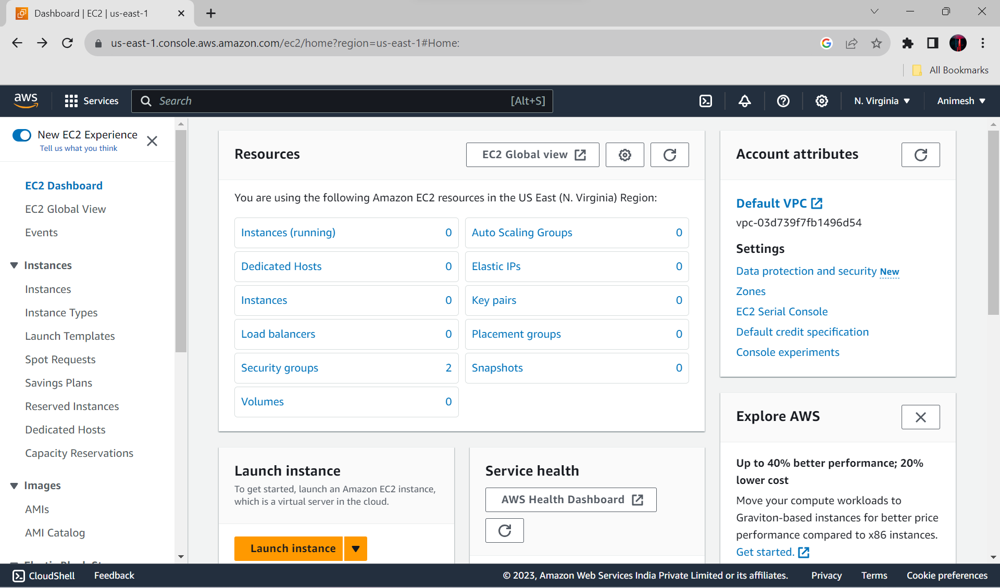 Dashboard | EC2 | us-east-1
us-east-1.console.aws.amazon.com/ec2/home?region=us-east-1#Home:
All Bookmarks
aws
Services
Search
[Alt+S]
N. Virginia
Animesh
New EC2 Experience
Tell us what you think
EC2 Dashboard
EC2 Global View
Events
Instances
Instances
Instance Types
Launch Templates
Spot Requests
Savings Plans
Reserved Instances
Dedicated Hosts
Capacity Reservations
Images
AMIs
AMI Catalog
Resources
EC2 Global view
You are using the following Amazon EC2 resources in the US East (N. Virginia) Region:
Instances (running) 0
Auto Scaling Groups 0
Dedicated Hosts 0
Elastic IPs 0
Instances 0
Key pairs 0
Load balancers 0
Placement groups 0
Security groups 2
Snapshots 0
Volumes 0
Launch instance
To get started, launch an Amazon EC2 instance,
which is a virtual server in the cloud.
Launch instance
Service health
AWS Health Dashboard
Account attributes
Default VPC
vpc-03d739f7fb1496d54
Settings
Data protection and security New
Zones
EC2 Serial Console
Default credit specification
Console experiments
Explore AWS
Up to 40% better performance; 20%
lower cost
Move your compute workloads to
Graviton-based instances for better price
performance compared to x86 instances.
Get started.
CloudShell
Feedback
© 2023, Amazon Web Services India Private Limited or its affiliates.
Privacy
Terms
Cookie preferences